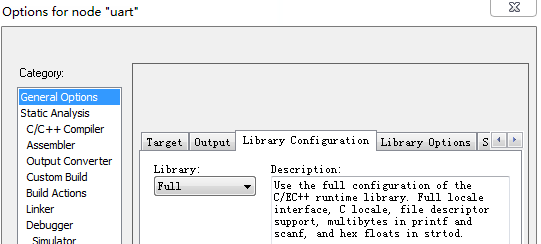 Options for node "uart"
Category:
General Options
Static Analysis
C/C++ Compiler
Assembler
Output Converter
Custom Build
Build Actions
Linker
Debugger
Simulator
Target Output Library Configuration Library Options S
Library:
Full
Description:
Use the full configuration of the
C/EC++ runtime library. Full locale
interface, C locale, file descriptor
support, multibytes in printf and
scanf, and hex floats in strtod.